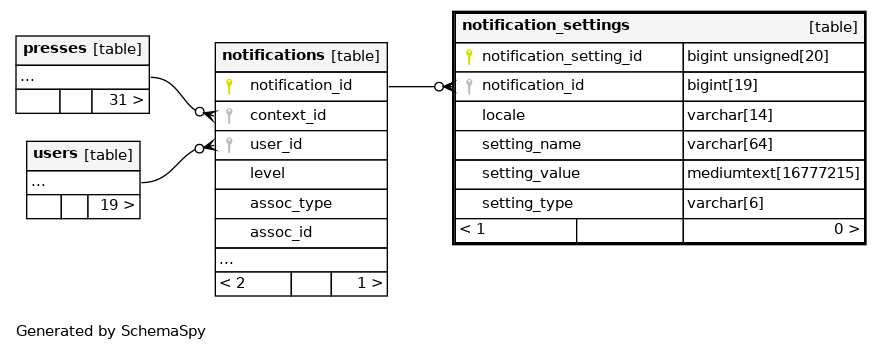 presses [table]
...
31 >
users [table]
...
19 >
notifications [table]
notification_id
context_id
user_id
level
assoc_type
assoc_id
...
< 2 1 >
notification_settings [table]
notification_setting_id bigint unsigned[20]
notification_id bigint[19]
locale varchar[14]
setting_name varchar[64]
setting_value mediumtext[16777215]
setting_type varchar[6]
< 1 0 >
Generated by SchemaSpy